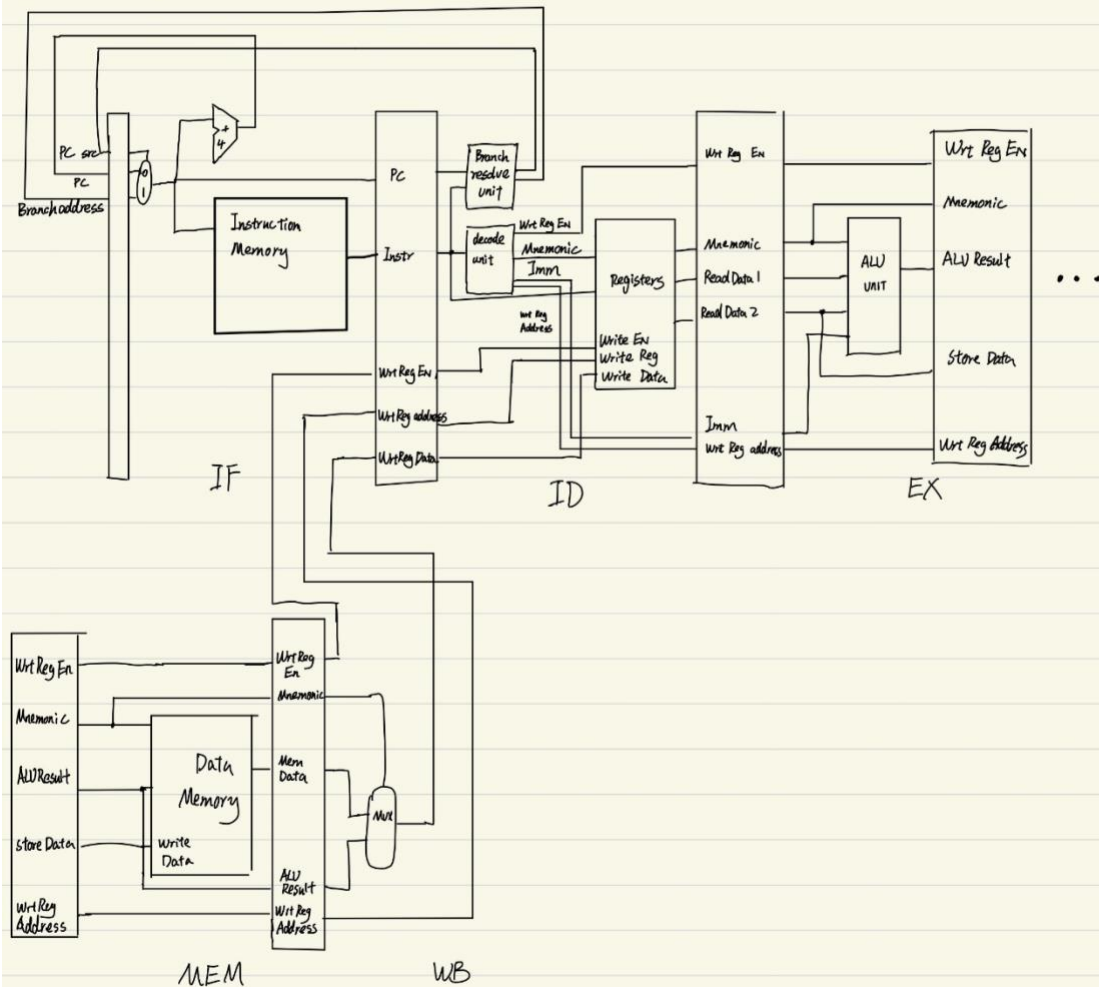 PC src
PC
Branch address
0
1
+
4
Instruction
Memory
IF
PC
Instr
Wrt Reg EN
Wrt Reg address
Wrt Reg Data
Branch
resolve
unit
decode
unit
Wrt Reg EN
Mnemonic
Imm
Wrt Reg
Address
Registers
Write EN
Write Reg
Write Data
ID
Wrt Reg EN
Mnemonic
Read Data 1
Read Data 2
Imm
Wrt Reg address
ALU
UNIT
EX
Wrt Reg EN
Mnemonic
ALU Result
Store Data
Wrt Reg Address
...
Wrt Reg En
Mnemonic
ALU Result
Store Data
Wrt Reg
Address
Data
Memory
Write
Data
MEM
Wrt Reg
En
Mnemonic
Mem
Data
ALU
Result
Wrt Reg
Address
Mux
WB